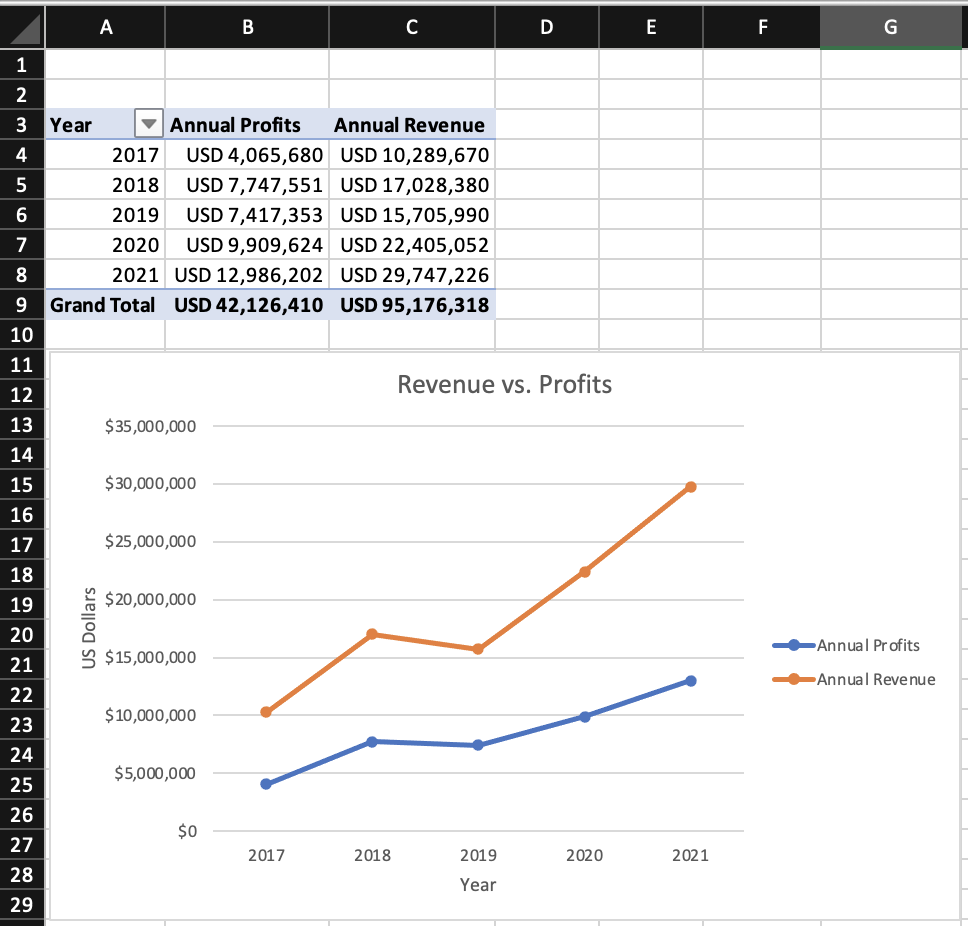 A B C D E F G
1
2
3 Year Annual Profits Annual Revenue
4 2017 USD 4,065,680 USD 10,289,670
5 2018 USD 7,747,551 USD 17,028,380
6 2019 USD 7,417,353 USD 15,705,990
7 2020 USD 9,909,624 USD 22,405,052
8 2021 USD 12,986,202 USD 29,747,226
9 Grand Total USD 42,126,410 USD 95,176,318
10
11
12
13
14
15
16
17
18
19
20
21
22
23
24
25
26
27
28
29
Revenue vs. Profits
$35,000,000
$30,000,000
$25,000,000
$20,000,000
$15,000,000
$10,000,000
$5,000,000
$0
US Dollars
2017 2018 2019 2020 2021
Year
Annual Profits
Annual Revenue